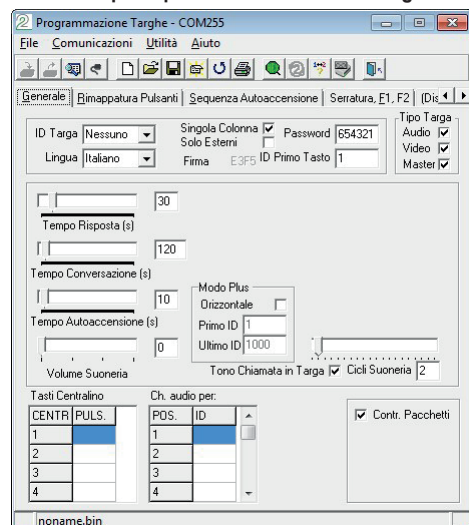 Programmazione Targhe - COM255
File Comunicazioni Utilità Aiuto
Generale Rimappatura Pulsanti Sequenza Autoaccensione Serratura, F1, F2 (Dis
ID Targa Nessuno Singola Colonna Password 654321 Tipo Targa
Solo Esterni Audio
Lingua Italiano Firma E3F5 ID Primo Tasto 1 Video
Master
30
Tempo Risposta (s)
120
Tempo Conversazione (s)
10
Tempo Autoaccensione (s)
0
Volume Suoneria
Modo Plus
Orizzontale
Primo ID 1
Ultimo ID 1000
Tono Chiamata in Targa Cicli Suoneria 2
Tasti Centralino Ch. audio per:
CENTR PULS. POS. ID Contr. Pacchetti
1 1
2 2
3 3
4 4
noname.bin